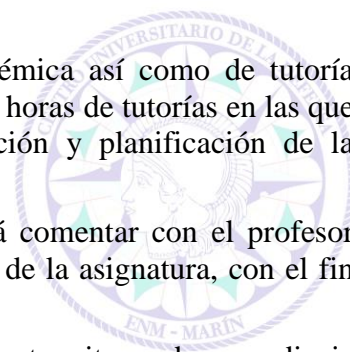 émica así como de tutoría
horas de tutorías en las que
ción y planificación de la
á comentar con el profesor
de la asignatura, con el fin
ENM - MARÍN